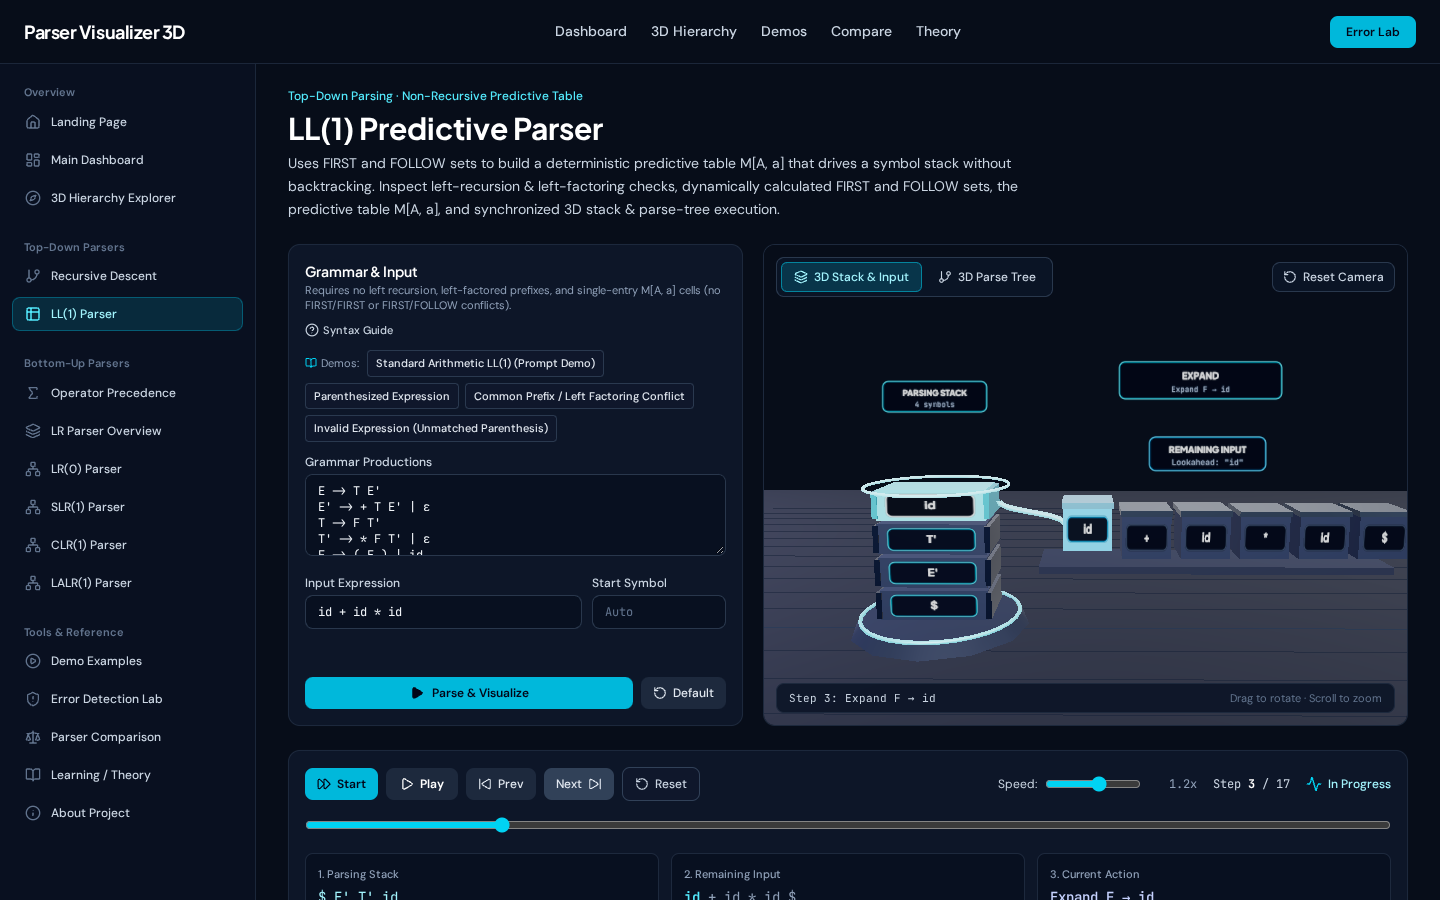 Parser Visualizer 3D
Dashboard
3D Hierarchy
Demos
Compare
Theory
Error Lab
Overview
Landing Page
Main Dashboard
3D Hierarchy Explorer
Top-Down Parsers
Recursive Descent
LL(1) Parser
Bottom-Up Parsers
Operator Precedence
LR Parser Overview
LR(0) Parser
SLR(1) Parser
CLR(1) Parser
LALR(1) Parser
Tools & Reference
Demo Examples
Error Detection Lab
Parser Comparison
Learning / Theory
About Project
Top-Down Parsing · Non-Recursive Predictive Table
LL(1) Predictive Parser
Uses FIRST and FOLLOW sets to build a deterministic predictive table M[A, a] that drives a symbol stack without
backtracking. Inspect left-recursion & left-factoring checks, dynamically calculated FIRST and FOLLOW sets, the
predictive table M[A, a], and synchronized 3D stack & parse-tree execution.
Grammar & Input
Requires no left recursion, left-factored prefixes, and single-entry M[A, a] cells (no
FIRST/FIRST or FIRST/FOLLOW conflicts).
Syntax Guide
Demos:
Standard Arithmetic LL(1) (Prompt Demo)
Parenthesized Expression
Common Prefix / Left Factoring Conflict
Invalid Expression (Unmatched Parenthesis)
Grammar Productions
E → T E'
E' → + T E' | ε
T → F T'
T' → * F T' | ε
F → ( E ) | id
Input Expression
Start Symbol
id + id * id
Auto
Parse & Visualize
Default
3D Stack & Input
3D Parse Tree
Reset Camera
EXPAND
Expand F → id
PARSING STACK
4 symbols
REMAINING INPUT
Lookahead: "id"
id
T'
E'
$
id
+
id
*
id
$
Step 3: Expand F → id
Drag to rotate · Scroll to zoom
Start
Play
Prev
Next
Reset
Speed:
1.2x
Step 3 / 17
In Progress
1. Parsing Stack
$ E' T' id
2. Remaining Input
id + id * id $
3. Current Action
Expand F → id